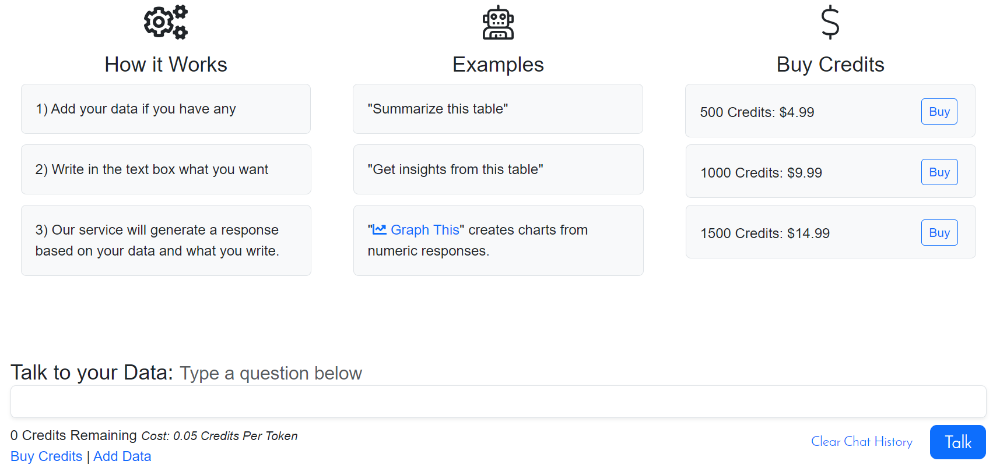 How it Works
1) Add your data if you have any
2) Write in the text box what you want
3) Our service will generate a response
based on your data and what you write.
Examples
"Summarize this table"
"Get insights from this table"
"Graph This" creates charts from
numeric responses.
Buy Credits
500 Credits: $4.99 Buy
1000 Credits: $9.99 Buy
1500 Credits: $14.99 Buy
Talk to your Data: Type a question below
0 Credits Remaining Cost: 0.05 Credits Per Token
Buy Credits | Add Data
Clear Chat History
Talk